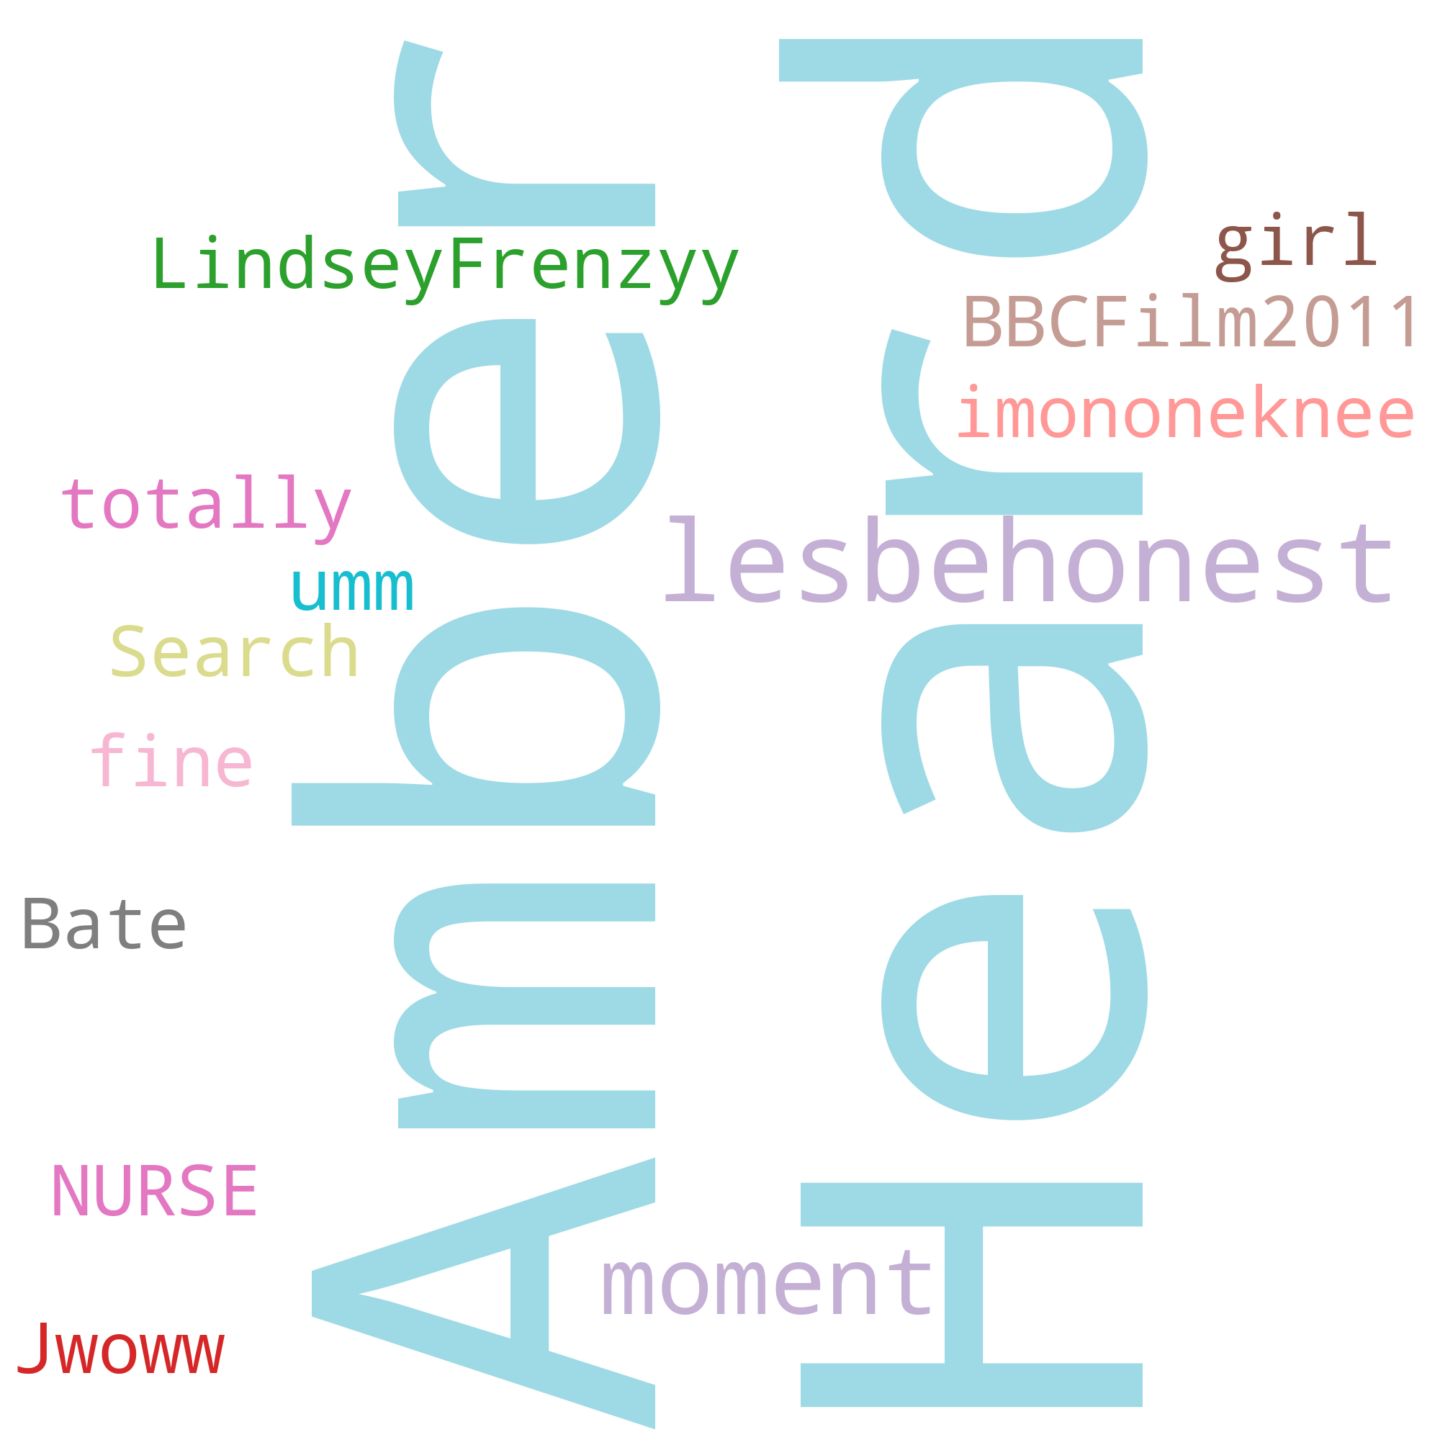 Amber
Heard
LindseyFrenzyy
girl
BBCFilm2011
imononeknee
totally
lesbehonest
umm
Search
fine
Bate
NURSE
moment
Jwoww